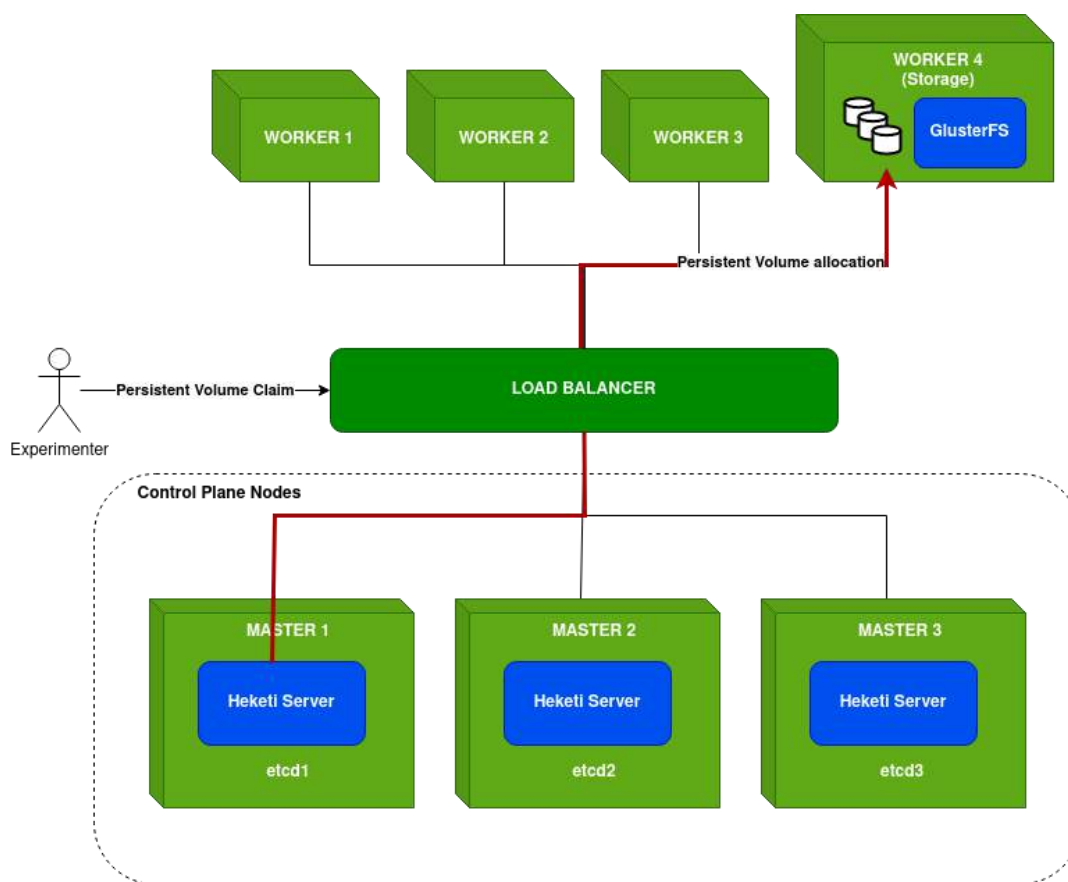 WORKER 4
(Storage)
GlusterFS
WORKER 1
WORKER 2
WORKER 3
Persistent Volume allocation
Persistent Volume Claim
LOAD BALANCER
Experimenter
Control Plane Nodes
MASTER 1
MASTER 2
MASTER 3
Heketi Server
Heketi Server
Heketi Server
etcd1
etcd2
etcd3